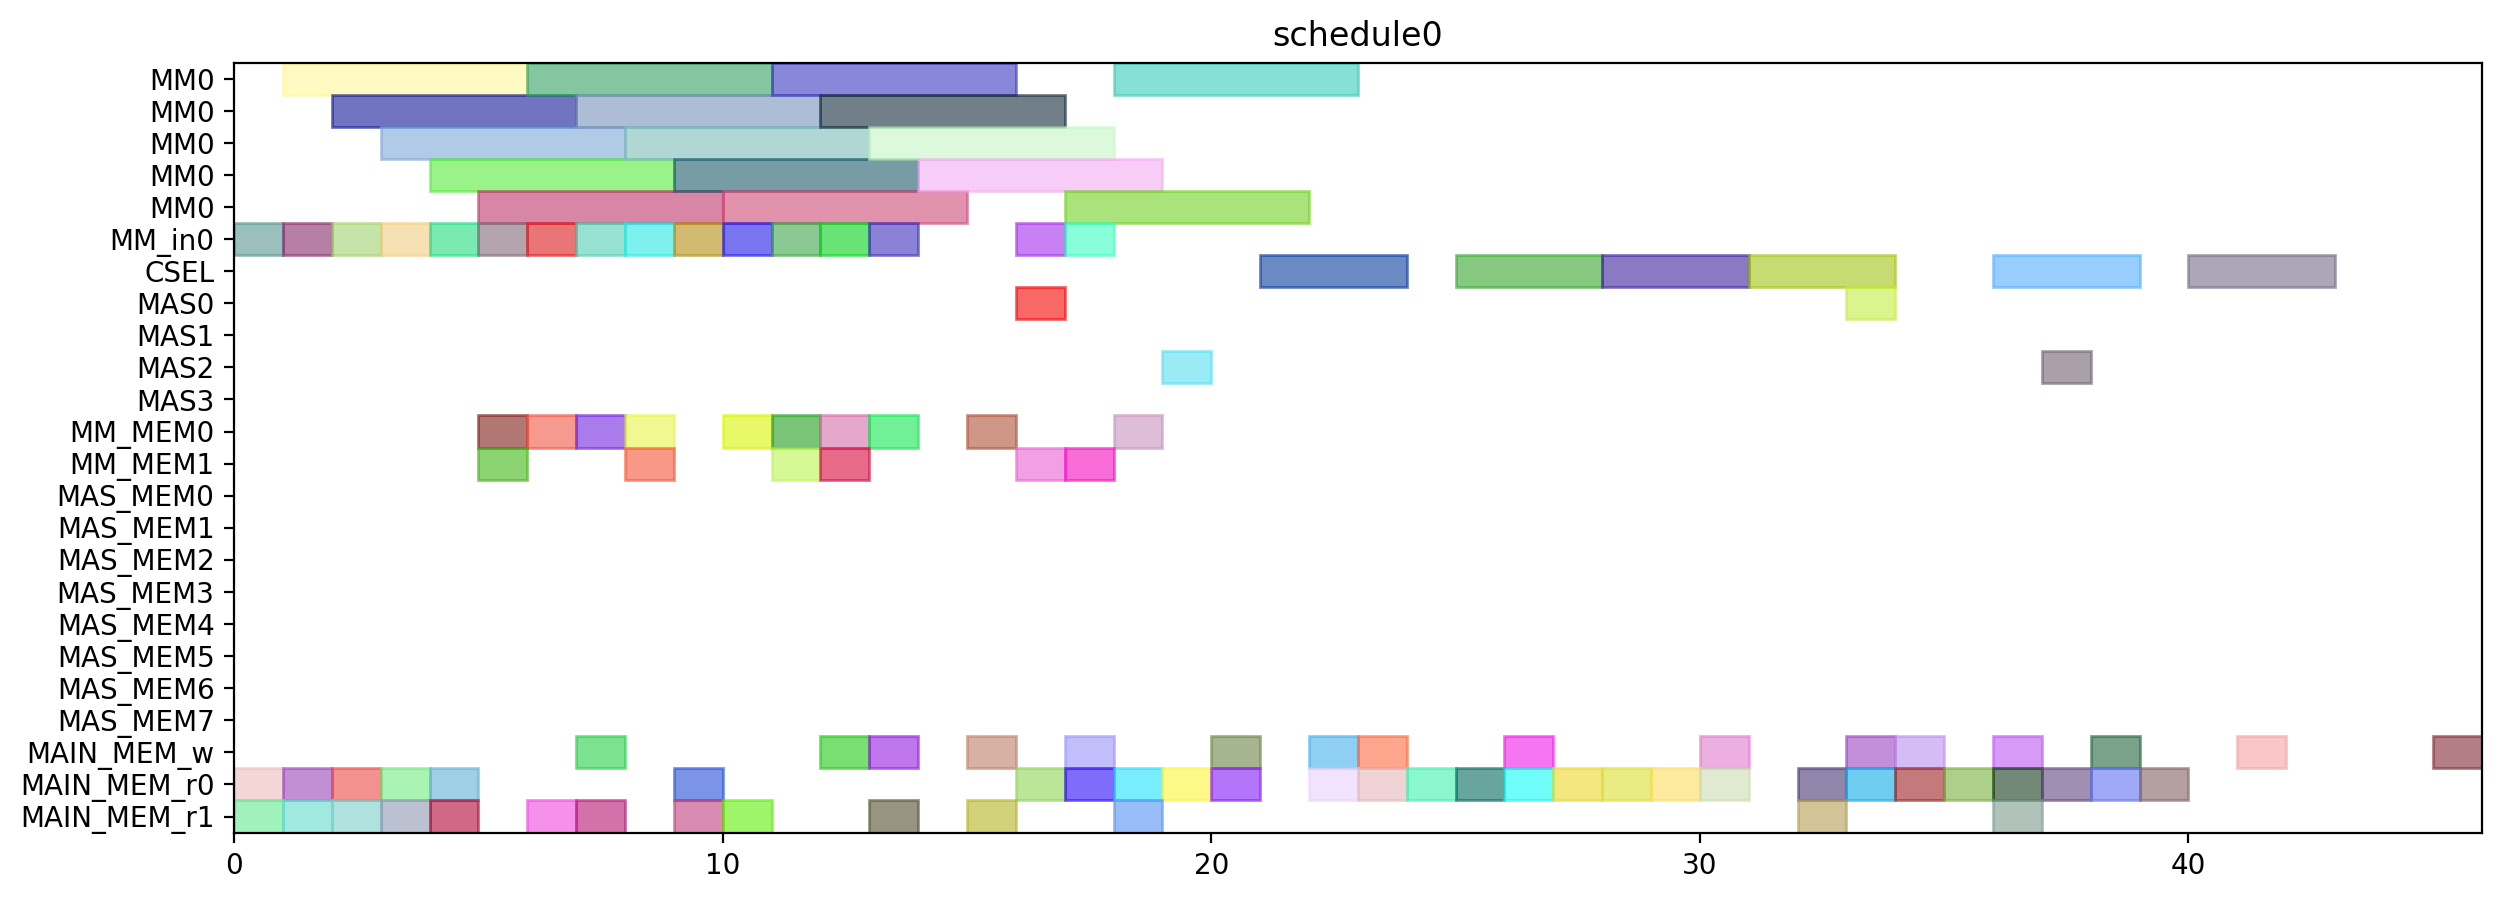 schedule0
MM0
MM0
MM0
MM0
MM0
MM_in0
CSEL
MAS0
MAS1
MAS2
MAS3
MM_MEM0
MM_MEM1
MAS_MEM0
MAS_MEM1
MAS_MEM2
MAS_MEM3
MAS_MEM4
MAS_MEM5
MAS_MEM6
MAS_MEM7
MAIN_MEM_w
MAIN_MEM_r0
MAIN_MEM_r1
0 10 20 30 40